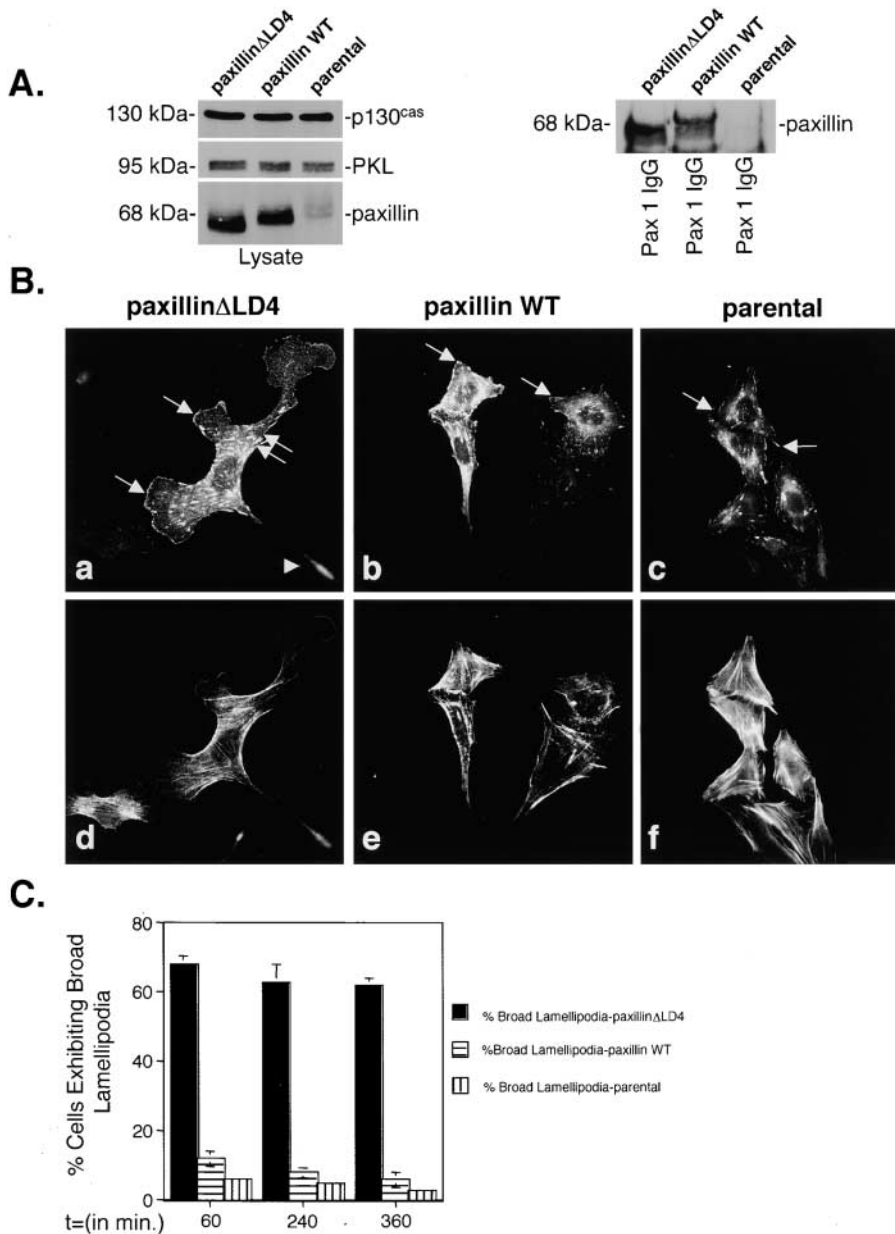 A.
paxillinΔLD4
paxillin WT
parental
130 kDa-
-p130cas
95 kDa-
-PKL
68 kDa-
-paxillin
Lysate
paxillinΔLD4
paxillin WT
parental
68 kDa-
-paxillin
Pax 1 IgG
Pax 1 IgG
Pax 1 IgG
B.
paxillinΔLD4 paxillin WT parental
a b c
d e f
C.
% Cells Exhibiting Broad
Lamellipodia
80
60
40
20
0
t=(in min.) 60 240 360
% Broad Lamellipodia-paxillinΔLD4
%Broad Lamellipodia-paxillin WT
% Broad Lamellipodia-parental